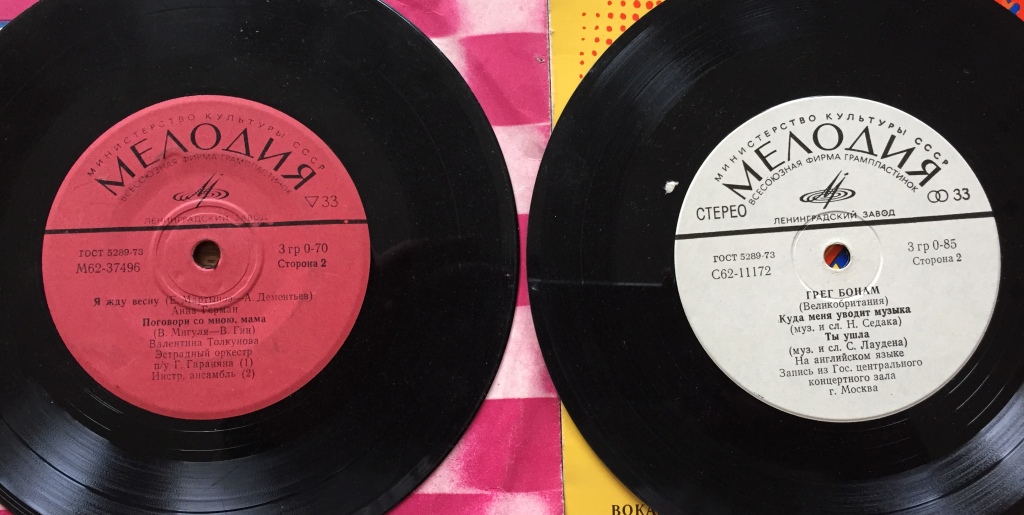 МИНИСТЕРСТВО КУЛЬТУРЫ СССР
МЕЛОДИЯ
ВСЕСОЮЗНАЯ ФИРМА ГРАМПЛАСТИНОК
33
ЛЕНИНГРАДСКИЙ ЗАВОД
ГОСТ 5289-73
М62-37496
3 гр 0-70
Сторона 2
Я жду весну (Е. Мартынов—А. Дементьев)
Анна Герман
Поговори со мною, мама
(В. Мигуля—В. Гин)
Валентина Толкунова
Эстрадный оркестр
п/у Г. Гараняна (1)
Инстр. ансамбль (2)
МИНИСТЕРСТВО КУЛЬТУРЫ СССР
МЕЛОДИЯ
ВСЕСОЮЗНАЯ ФИРМА ГРАМПЛАСТИНОК
СТЕРЕО
33
ЛЕНИНГРАДСКИЙ ЗАВОД
ГОСТ 5289-73
С62-11172
3 гр 0-85
Сторона 2
ГРЕГ БОНАМ
(Великобритания)
Куда меня уводит музыка
(муз. и сл. Н. Седака)
Ты ушла
(муз. и сл. С. Лаудена)
На английском языке
Запись из Гос. центрального
концертного зала
г. Москва